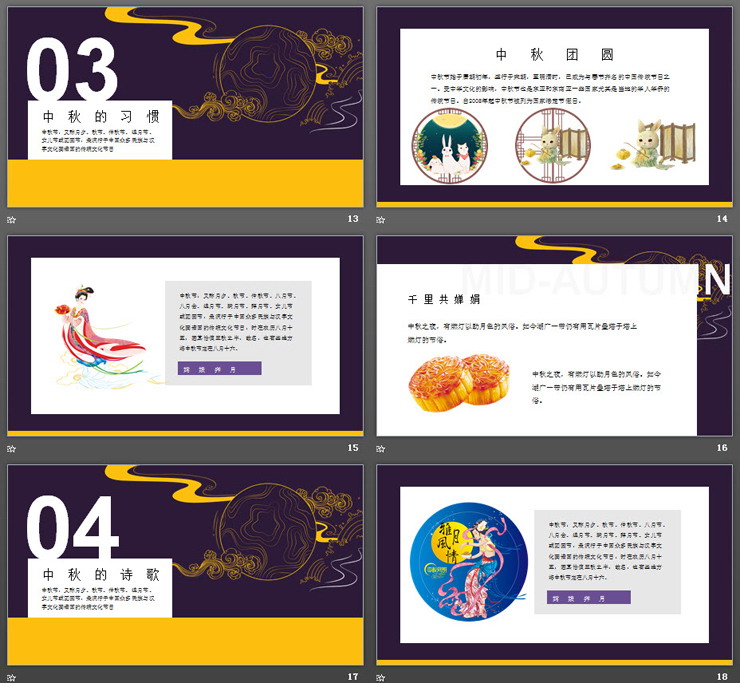 03
中 秋 的 习 惯
中秋节，又称月夕、秋节、仲秋节、追月节、
女儿节或团圆节，是流行于中国众多民族与汉
字文化圈诸国的传统文化节日
13
中 秋 团 圆
中秋节始于唐朝初年，盛行于宋朝，至明清时，已成为与春节齐名的中国传统节日之
一。受中华文化的影响，中秋节也是东亚和东南亚一些国家尤其是当地的华人华侨的
传统节日。自2008年起中秋节被列为国家法定节假日。
14
中秋节，又称月夕、秋节、仲秋节、八月节、
八月会、追月节、玩月节、拜月节、女儿节
或团圆节，是流行于中国众多民族与汉字文
化圈诸国的传统文化节日，时在农历八月十
五；因其恰值三秋之半，故名，也有些地方
将中秋节定在八月十六。
嫦 娥 奔 月
15
MID-AUTUMN
千里共婵娟
中秋之夜，有燃灯以助月色的风俗。如今湖广一带仍有用瓦片叠塔于塔上
燃灯的节俗。
中秋之夜，有燃灯以助月色的风俗。如今
湖广一带仍有用瓦片叠塔于塔上燃灯的节
俗。
16
04
中 秋 的 诗 歌
中秋节，又称月夕、秋节、仲秋节、追月节、
女儿节或团圆节，是流行于中国众多民族与汉
字文化圈诸国的传统文化节日
17
雅月
風情
中秋节，又称月夕、秋节、仲秋节、八月节、
八月会、追月节、玩月节、拜月节、女儿节
或团圆节，是流行于中国众多民族与汉字文
化圈诸国的传统文化节日，时在农历八月十
五；因其恰值三秋之半，故名，也有些地方
将中秋节定在八月十六。
嫦 娥 奔 月
18